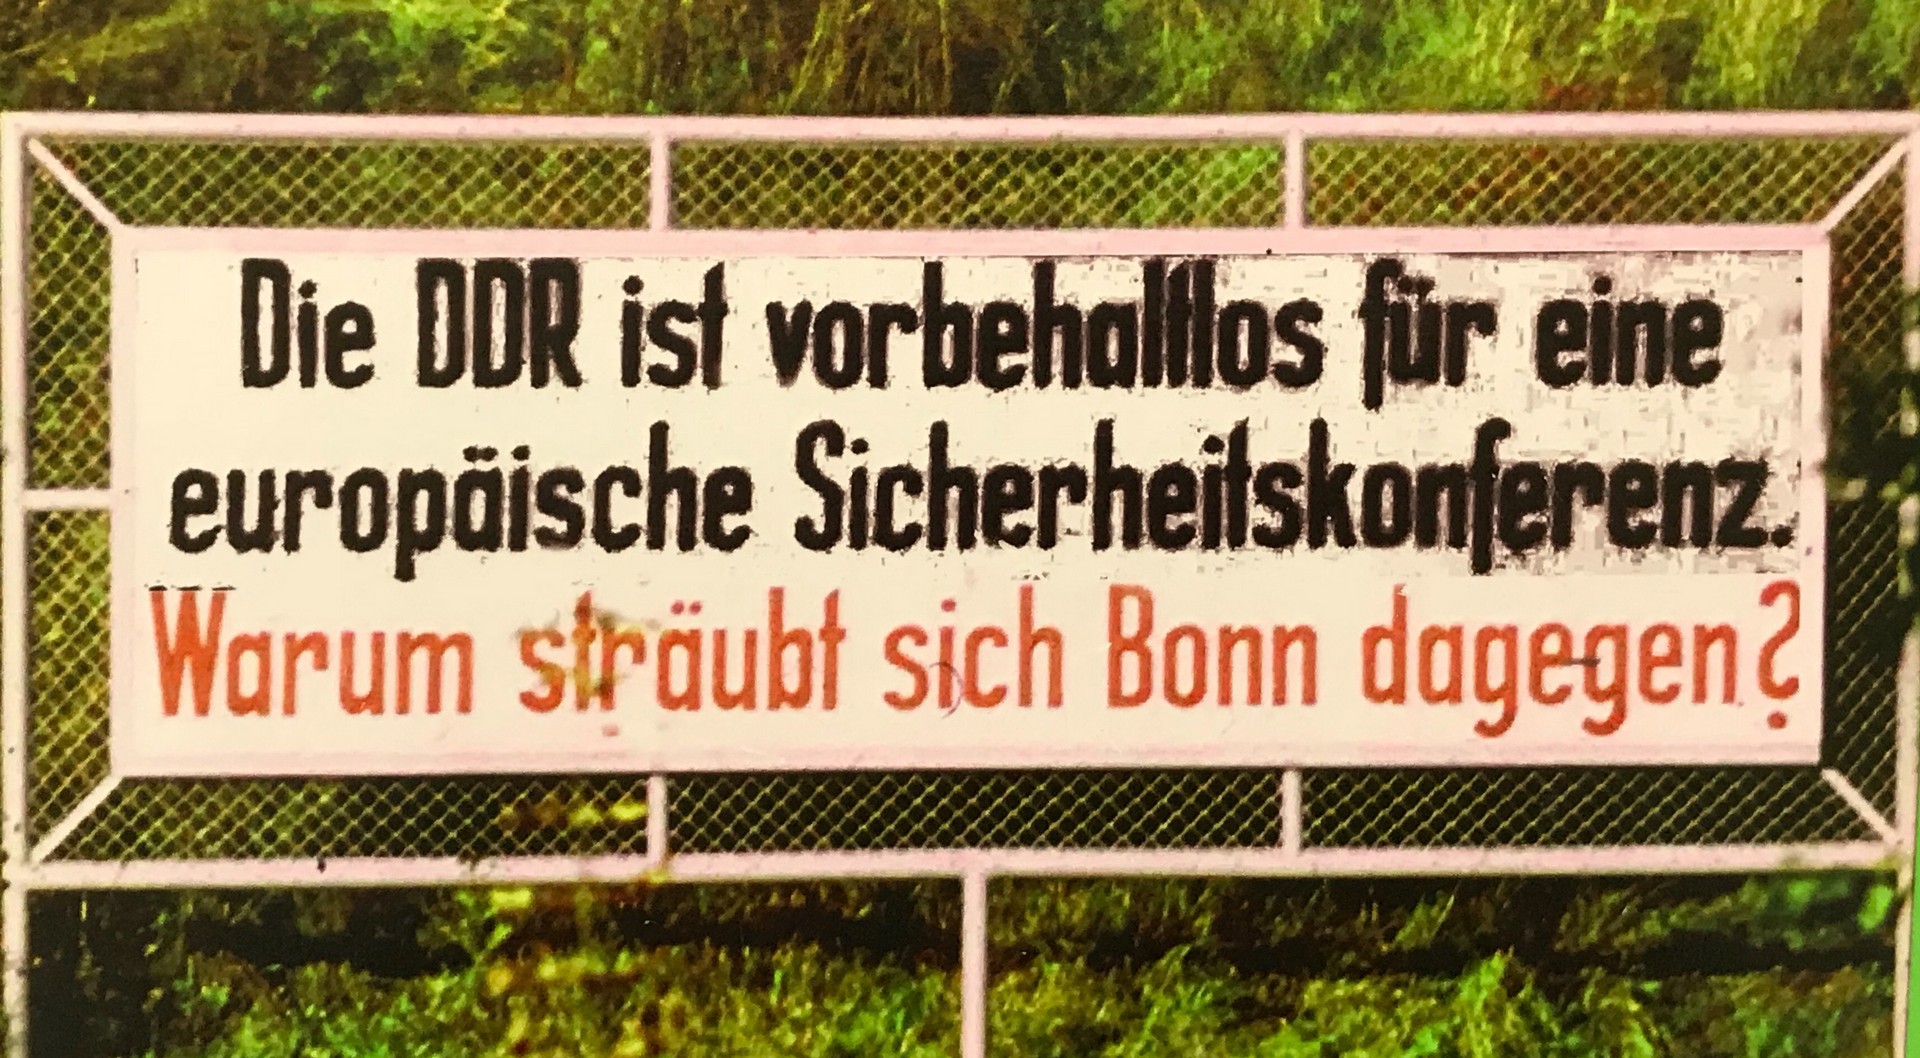 Die DDR ist vorbehaltlos für eine
europäische Sicherheitskonferenz.
Warum sträubt sich Bonn dagegen?